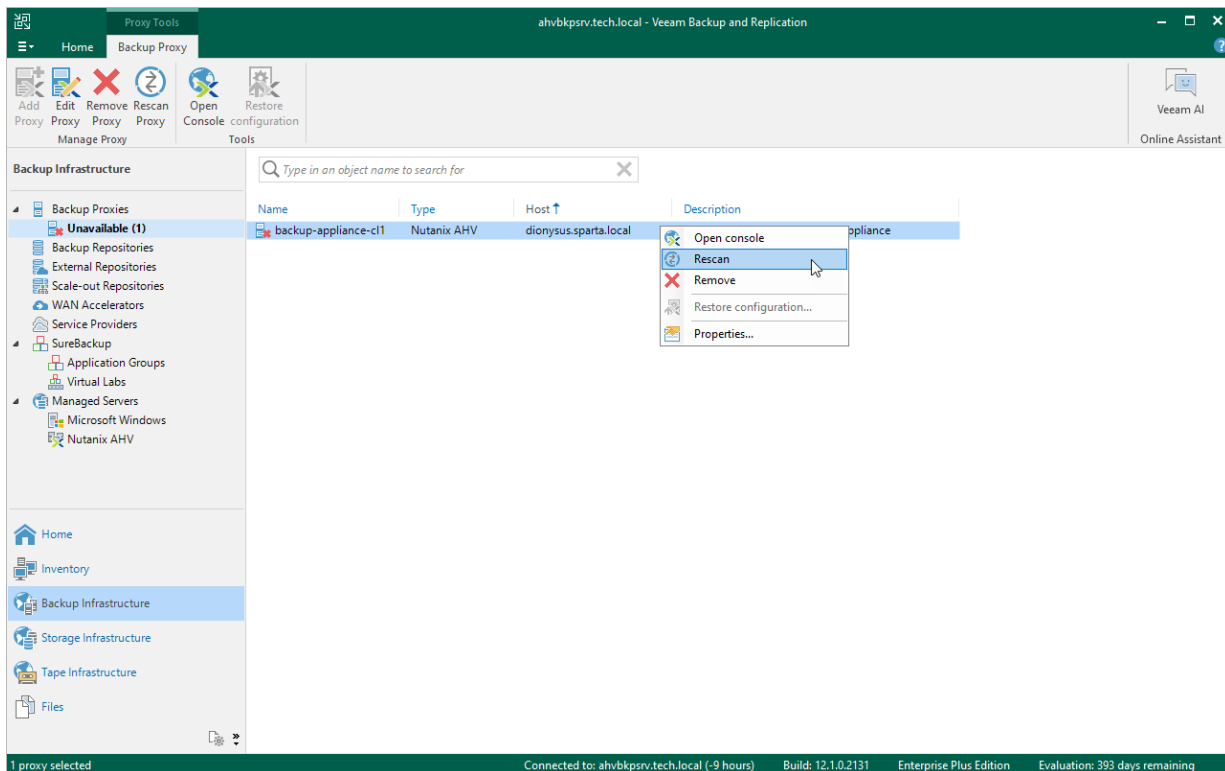 Proxy Tools
ahvbkpsrv.tech.local - Veeam Backup and Replication
Home
Backup Proxy
Add Proxy
Edit Proxy
Remove Proxy
Rescan Proxy
Open Console
Restore configuration
Manage Proxy
Tools
Veeam AI
Online Assistant
Backup Infrastructure
Type in an object name to search for
Backup Proxies
Unavailable (1)
Backup Repositories
External Repositories
Scale-out Repositories
WAN Accelerators
Service Providers
SureBackup
Application Groups
Virtual Labs
Managed Servers
Microsoft Windows
Nutanix AHV
Name Type Host Description
backup-appliance-cl1 Nutanix AHV dionysus.sparta.local
Open console
Rescan
Remove
Restore configuration...
Properties...
Home
Inventory
Backup Infrastructure
Storage Infrastructure
Tape Infrastructure
Files
1 proxy selected
Connected to: ahvbkpsrv.tech.local (-9 hours)
Build: 12.1.0.2131
Enterprise Plus Edition
Evaluation: 393 days remaining